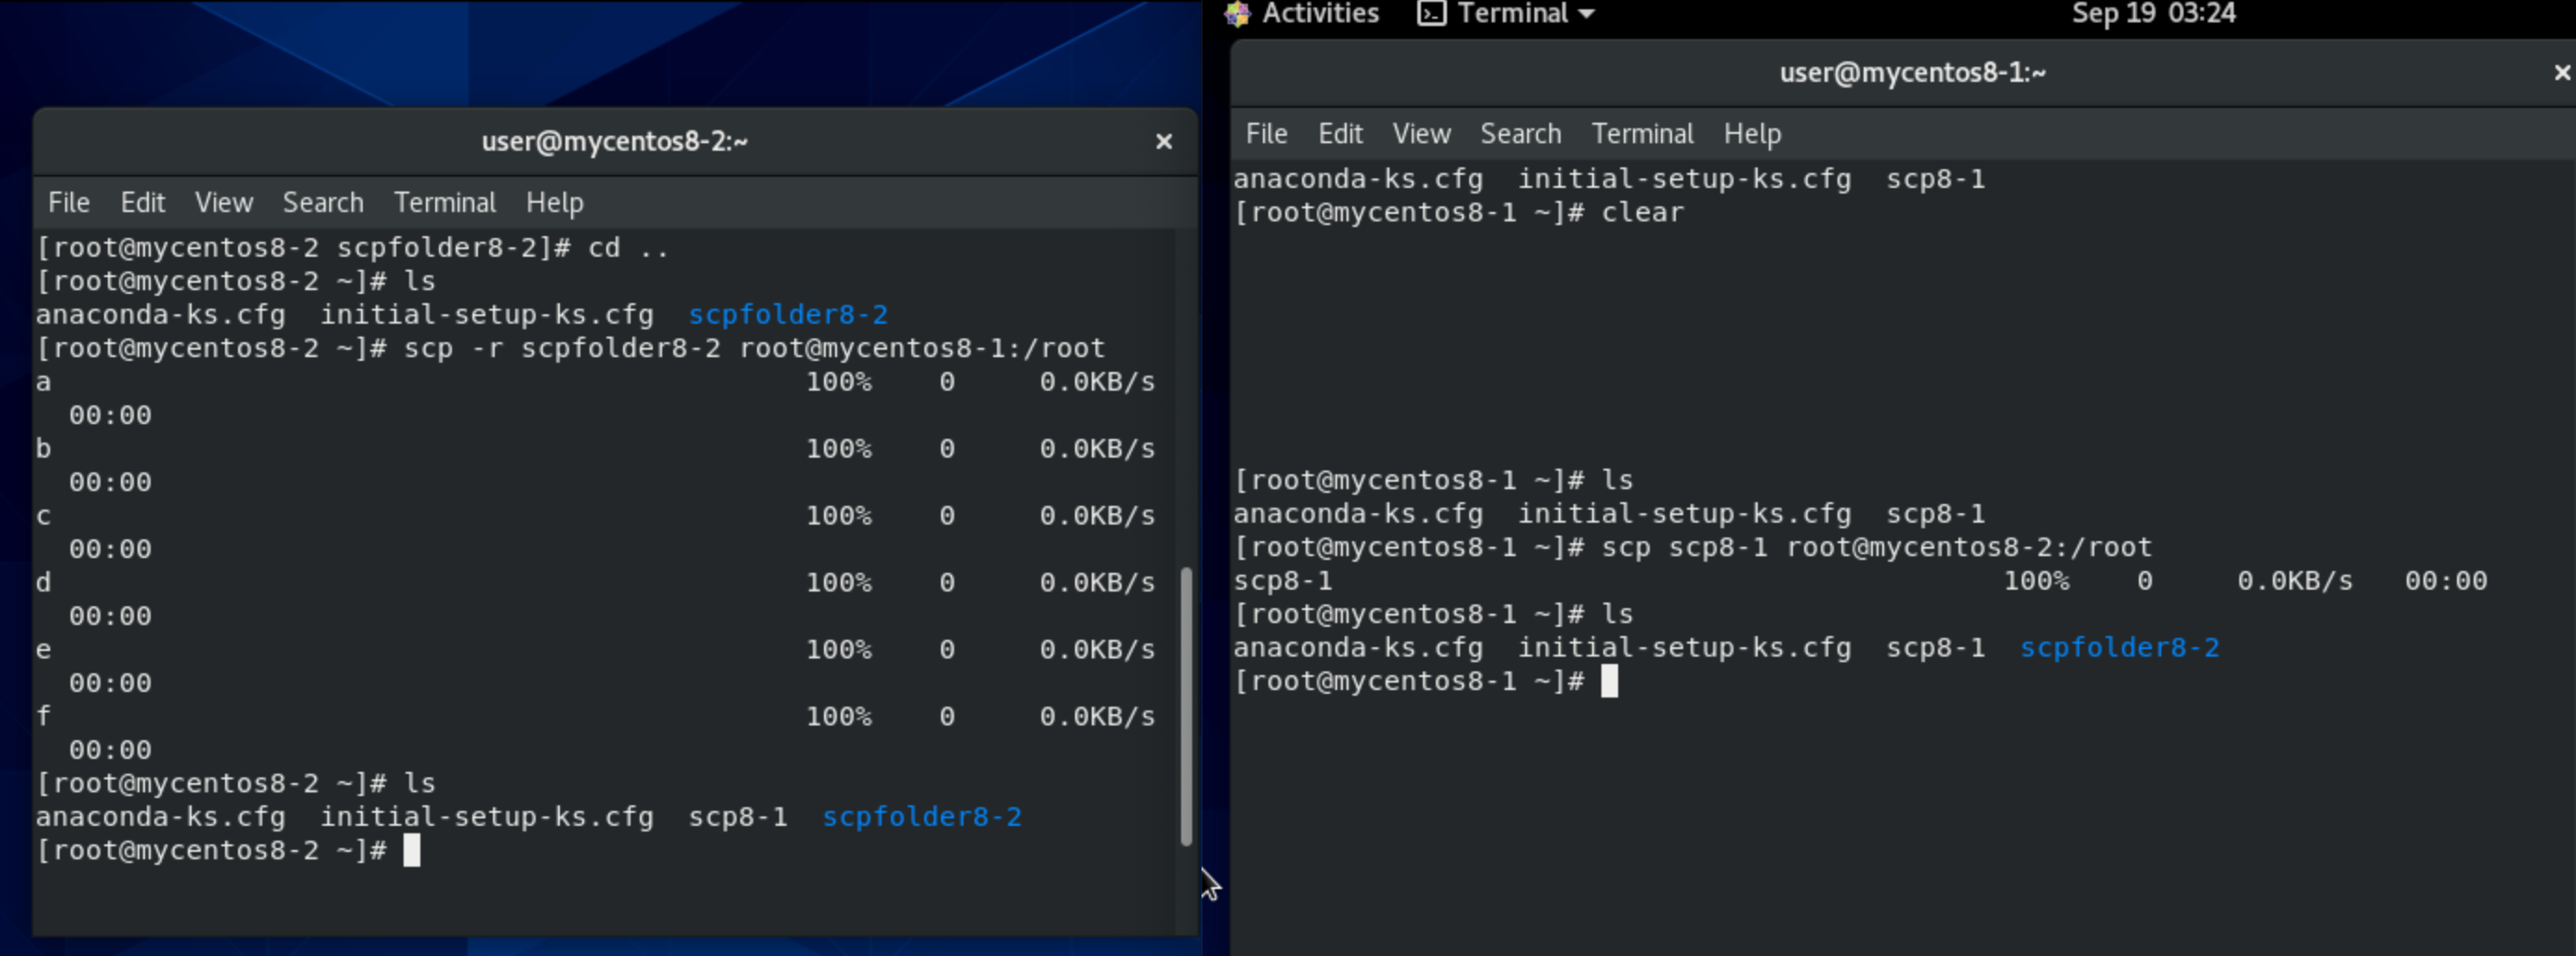 user@mycentos8-2:~
File Edit View Search Terminal Help
[root@mycentos8-2 scpfolder8-2]# cd ..
[root@mycentos8-2 ~]# ls
anaconda-ks.cfg  initial-setup-ks.cfg  scpfolder8-2
[root@mycentos8-2 ~]# scp -r scpfolder8-2 root@mycentos8-1:/root
a 100% 0 0.0KB/s
00:00
b 100% 0 0.0KB/s
00:00
c 100% 0 0.0KB/s
00:00
d 100% 0 0.0KB/s
00:00
e 100% 0 0.0KB/s
00:00
f 100% 0 0.0KB/s
00:00
[root@mycentos8-2 ~]# ls
anaconda-ks.cfg  initial-setup-ks.cfg  scp8-1  scpfolder8-2
[root@mycentos8-2 ~]#
Activities Terminal Sep 19 03:24
user@mycentos8-1:~
File Edit View Search Terminal Help
anaconda-ks.cfg  initial-setup-ks.cfg  scp8-1
[root@mycentos8-1 ~]# clear
[root@mycentos8-1 ~]# ls
anaconda-ks.cfg  initial-setup-ks.cfg  scp8-1
[root@mycentos8-1 ~]# scp scp8-1 root@mycentos8-2:/root
scp8-1 100% 0 0.0KB/s 00:00
[root@mycentos8-1 ~]# ls
anaconda-ks.cfg  initial-setup-ks.cfg  scp8-1  scpfolder8-2
[root@mycentos8-1 ~]#